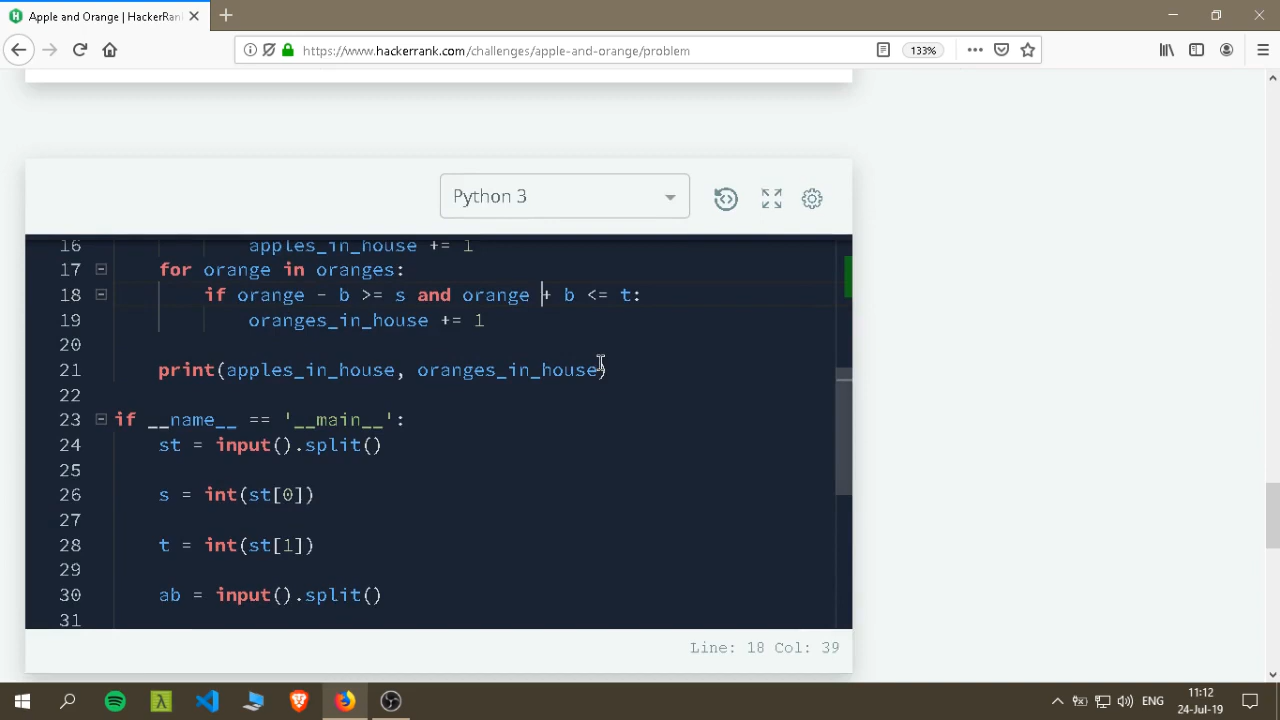 Apple and Orange | HackerRan
https://www.hackerrank.com/challenges/apple-and-orange/problem
133%
Python 3
16 apples_in_house += 1
17 for orange in oranges:
18 if orange - b >= s and orange + b <= t:
19 oranges_in_house += 1
20
21 print(apples_in_house, oranges_in_house)
22
23 if __name__ == '__main__':
24 st = input().split()
25
26 s = int(st[0])
27
28 t = int(st[1])
29
30 ab = input().split()
31
Line: 18 Col: 39
ENG
11:12
24-Jul-19